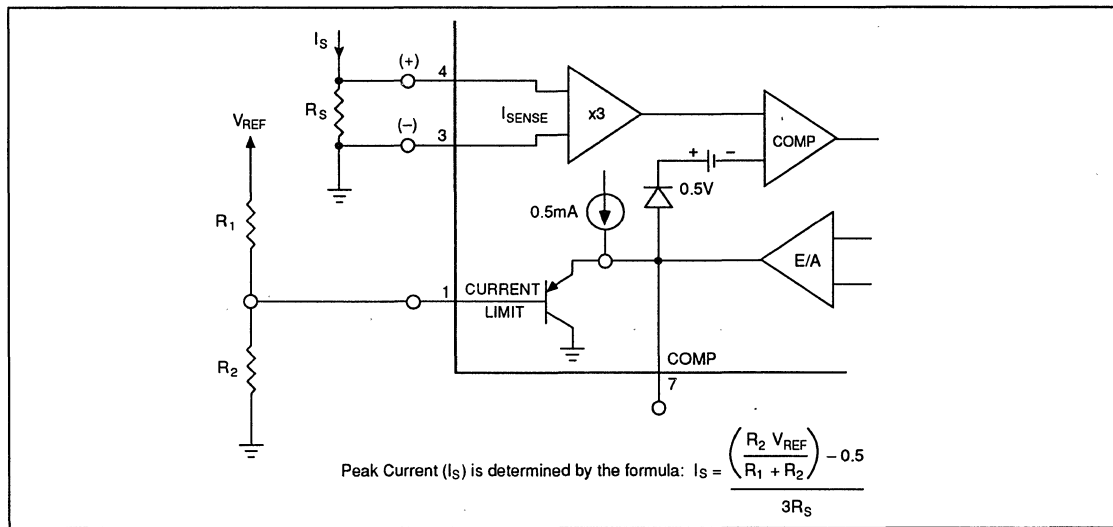 I_S
(+)
4
R_S
I_SENSE
x3
(–)
3
V_REF
COMP
+ –
0.5V
0.5mA
R_1
E/A
1
CURRENT
LIMIT
R_2
COMP
7
Peak Current (I_S) is determined by the formula: I_S = ((R_2 V_REF / R_1 + R_2) – 0.5) / 3R_S